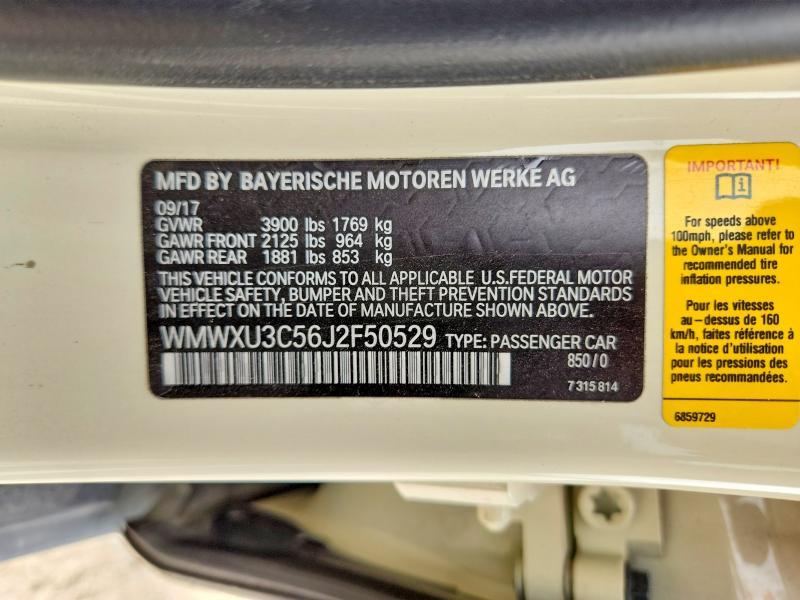 MFD BY BAYERISCHE MOTOREN WERKE AG
09/17
GVWR 3900 lbs 1769 kg
GAWR FRONT 2125 lbs 964 kg
GAWR REAR 1881 lbs 853 kg
THIS VEHICLE CONFORMS TO ALL APPLICABLE U.S.FEDERAL MOTOR
VEHICLE SAFETY, BUMPER AND THEFT PREVENTION STANDARDS
IN EFFECT ON THE DATE OF MANUFACTURE SHOWN ABOVE.
WMWXU3C56J2F50529 TYPE: PASSENGER CAR
850/0
7315814
IMPORTANT!
For speeds above
100mph, please refer to
the Owner's Manual for
recommended tire
inflation pressures.
Pour les vitesses
au-dessus de 160
km/h, faites référence à
la notice d'utilisation
pour les pressions des
pneus recommandées.
6859729